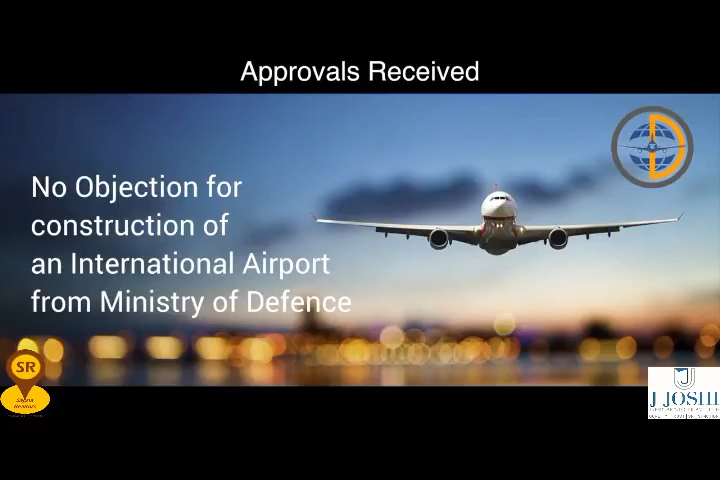 Approvals Received
No Objection for
construction of
an International Airport
from Ministry of Defence
SR
J JOSHI